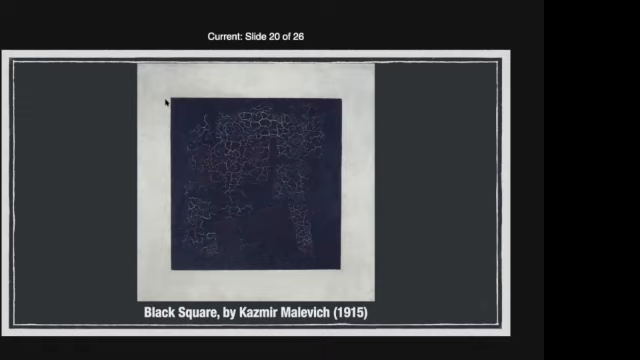 Current: Slide 20 of 26
Black Square, by Kazmir Malevich (1915)